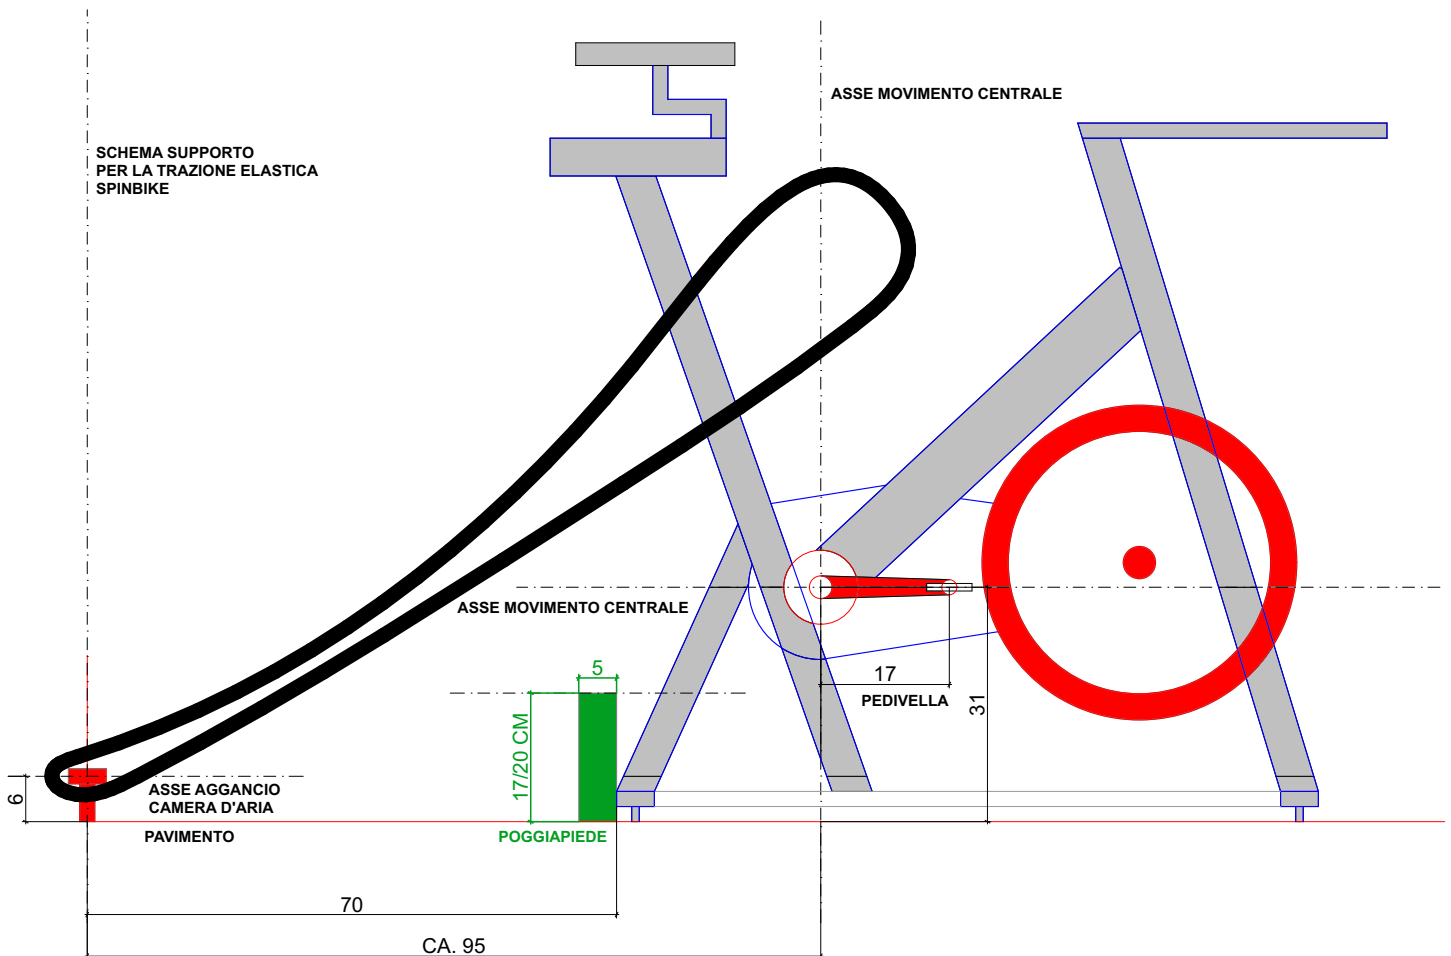 ASSE MOVIMENTO CENTRALE
SCHEMA SUPPORTO
PER LA TRAZIONE ELASTICA
SPINBIKE
ASSE MOVIMENTO CENTRALE
5
17
PEDIVELLA
31
17/20 CM
6
ASSE AGGANCIO
CAMERA D'ARIA
PAVIMENTO
POGGIAPIEDE
70
CA. 95